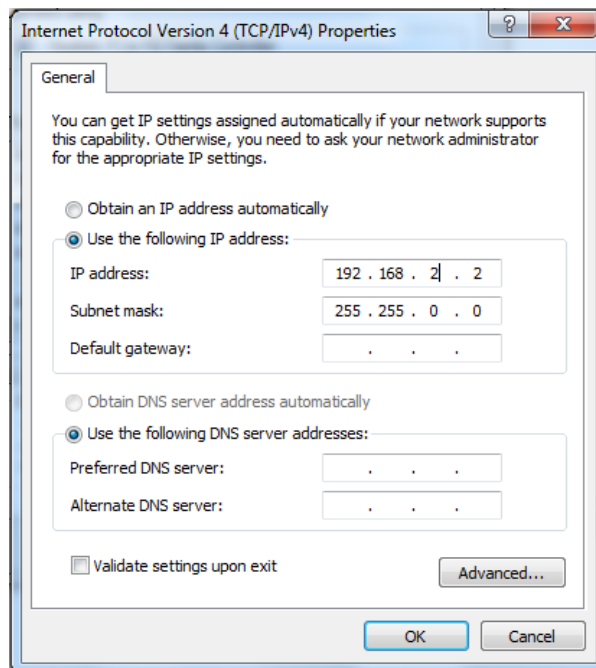 Internet Protocol Version 4 (TCP/IPv4) Properties
?
X
General
You can get IP settings assigned automatically if your network supports
this capability. Otherwise, you need to ask your network administrator
for the appropriate IP settings.
Obtain an IP address automatically
Use the following IP address:
IP address: 192 . 168 . 2 . 2
Subnet mask: 255 . 255 . 0 . 0
Default gateway: . . .
Obtain DNS server address automatically
Use the following DNS server addresses:
Preferred DNS server: . . .
Alternate DNS server: . . .
Validate settings upon exit
Advanced...
OK Cancel